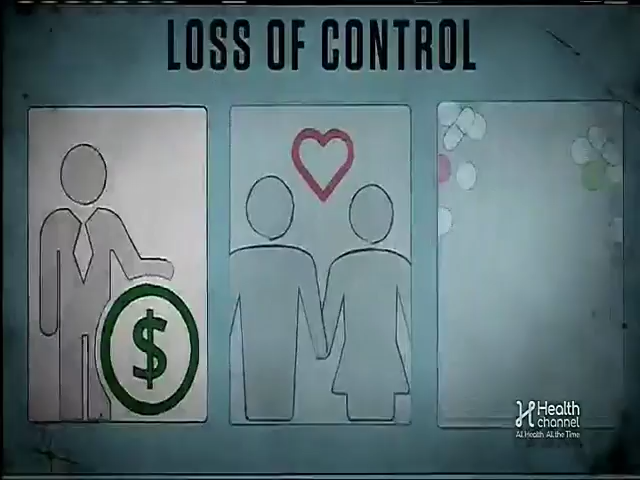 LOSS OF CONTROL
$
Health
channel
All Health. All the Time